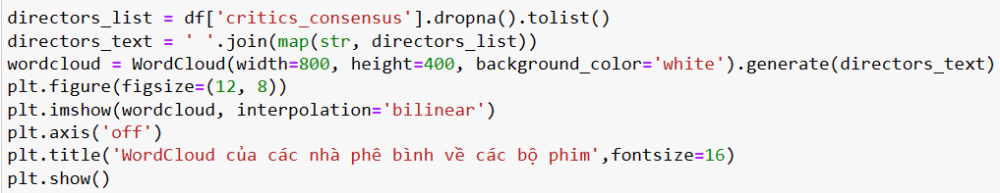 directors_list = df['critics_consensus'].dropna().tolist()
directors_text = ' '.join(map(str, directors_list))
wordcloud = WordCloud(width=800, height=400, background_color='white').generate(directors_text)
plt.figure(figsize=(12, 8))
plt.imshow(wordcloud, interpolation='bilinear')
plt.axis('off')
plt.title('WordCloud của các nhà phê bình về các bộ phim',fontsize=16)
plt.show()